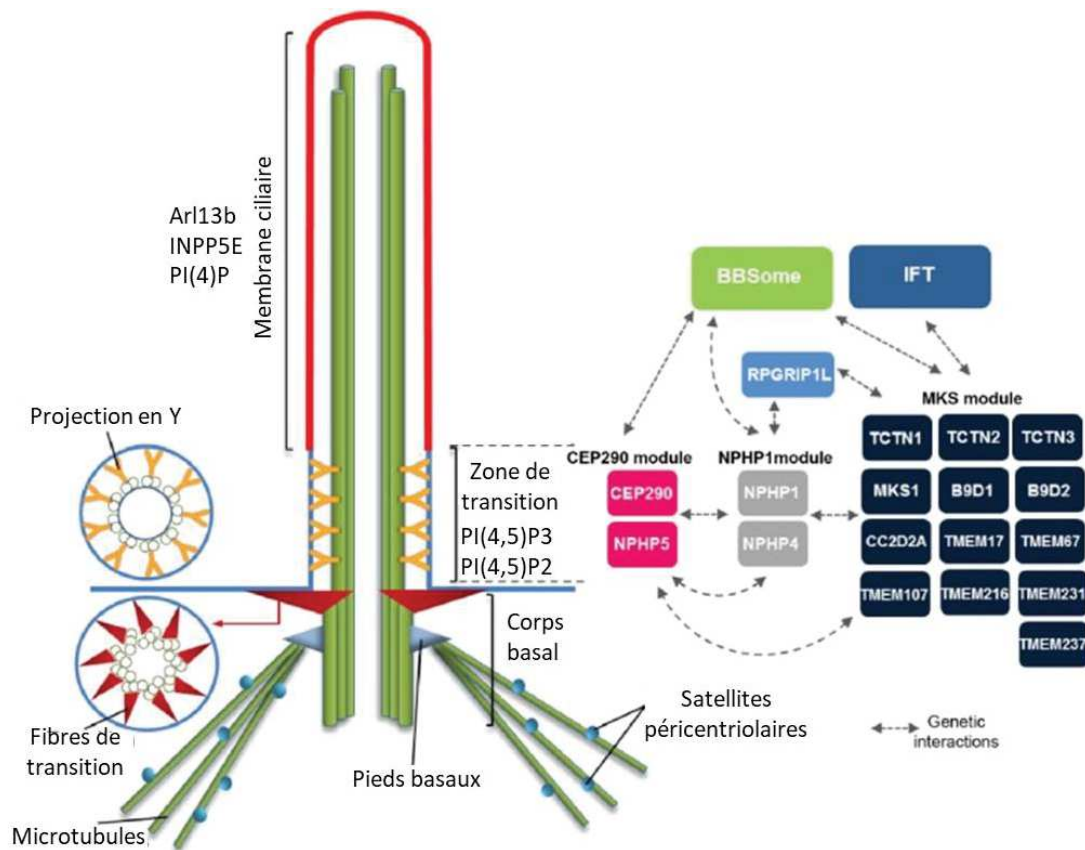 Arl13b
INPP5E
PI(4)P
Membrane ciliaire
Projection en Y
Zone de
transition
PI(4,5)P3
PI(4,5)P2
Corps
basal
Fibres de
transition
Pieds basaux
Satellites
péricentriolaires
Microtubules
BBSome
IFT
RPGRIP1L
CEP290 module
CEP290
NPHP5
NPHP1module
NPHP1
NPHP4
MKS module
TCTN1 TCTN2 TCTN3
MKS1 B9D1 B9D2
CC2D2A TMEM17 TMEM67
TMEM107 TMEM216 TMEM231
TMEM237
Genetic
interactions